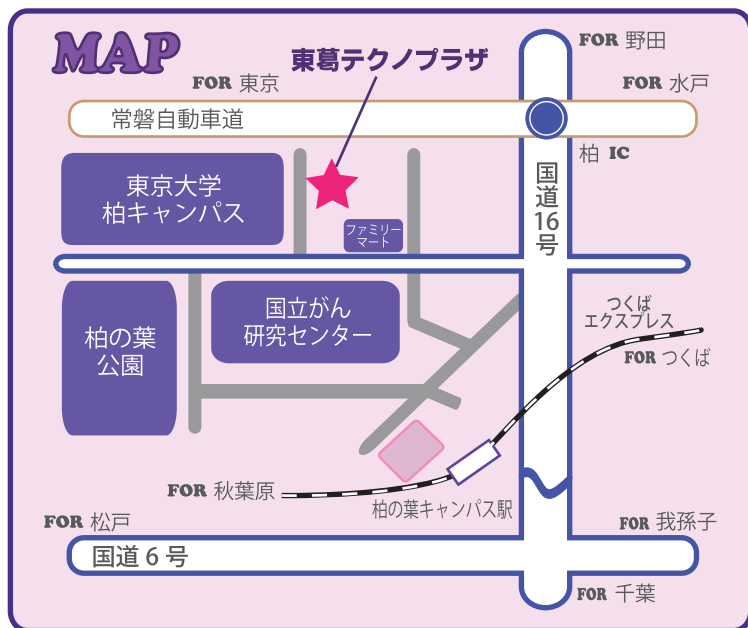 MAP
東葛テクノプラザ
FOR 野田
FOR 東京
FOR 水戸
常磐自動車道
柏 IC
東京大学
柏キャンパス
国道16号
ファミリー
マート
国立がん
研究センター
柏の葉
公園
つくば
エクスプレス
FOR つくば
FOR 秋葉原
柏の葉キャンパス駅
FOR 松戸
FOR 我孫子
国道 6 号
FOR 千葉